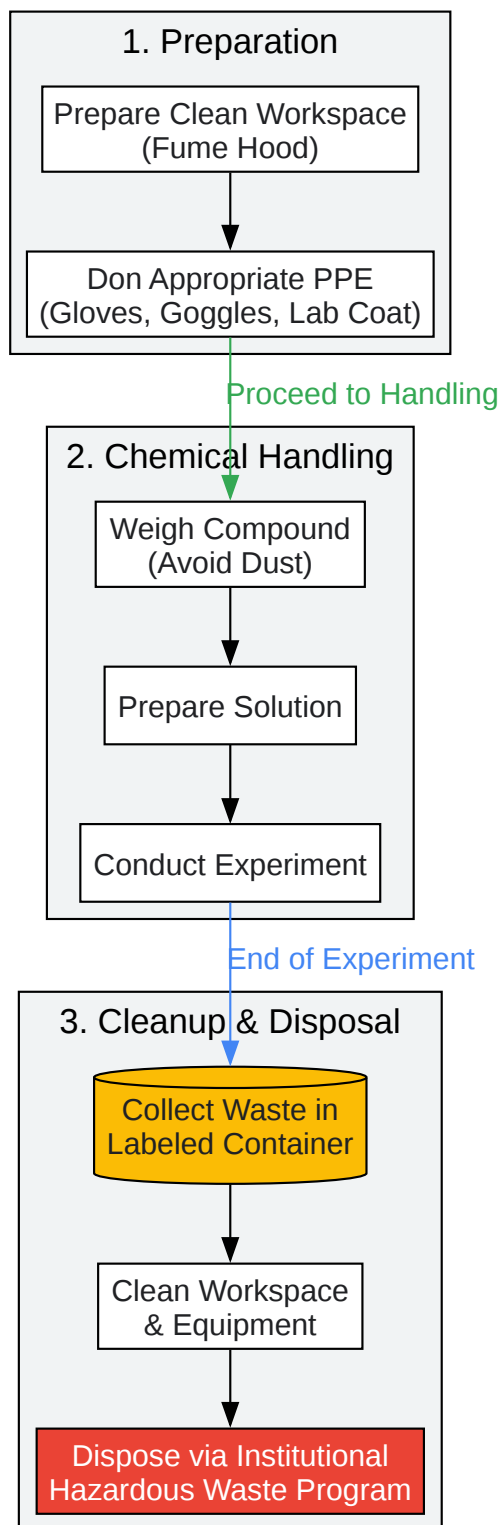 1. Preparation
Prepare Clean Workspace
(Fume Hood)
Don Appropriate PPE
(Gloves, Goggles, Lab Coat)
Proceed to Handling
2. Chemical Handling
Weigh Compound
(Avoid Dust)
Prepare Solution
Conduct Experiment
End of Experiment
3. Cleanup & Disposal
Collect Waste in
Labeled Container
Clean Workspace
& Equipment
Dispose via Institutional
Hazardous Waste Program